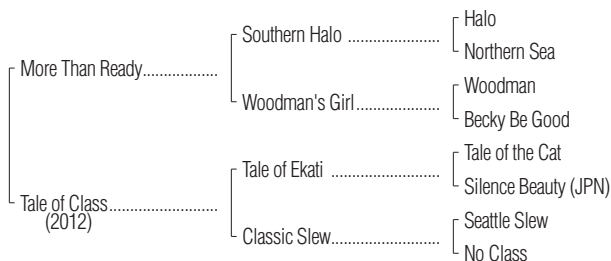 Halo
Southern Halo .......................
Northern Sea
More Than Ready..................
Woodman
Woodman's Girl.....................
Becky Be Good
Tale of the Cat
Tale of Ekati ..........................
Silence Beauty (JPN)
Tale of Class..........................
(2012)
Seattle Slew
Classic Slew..........................
No Class